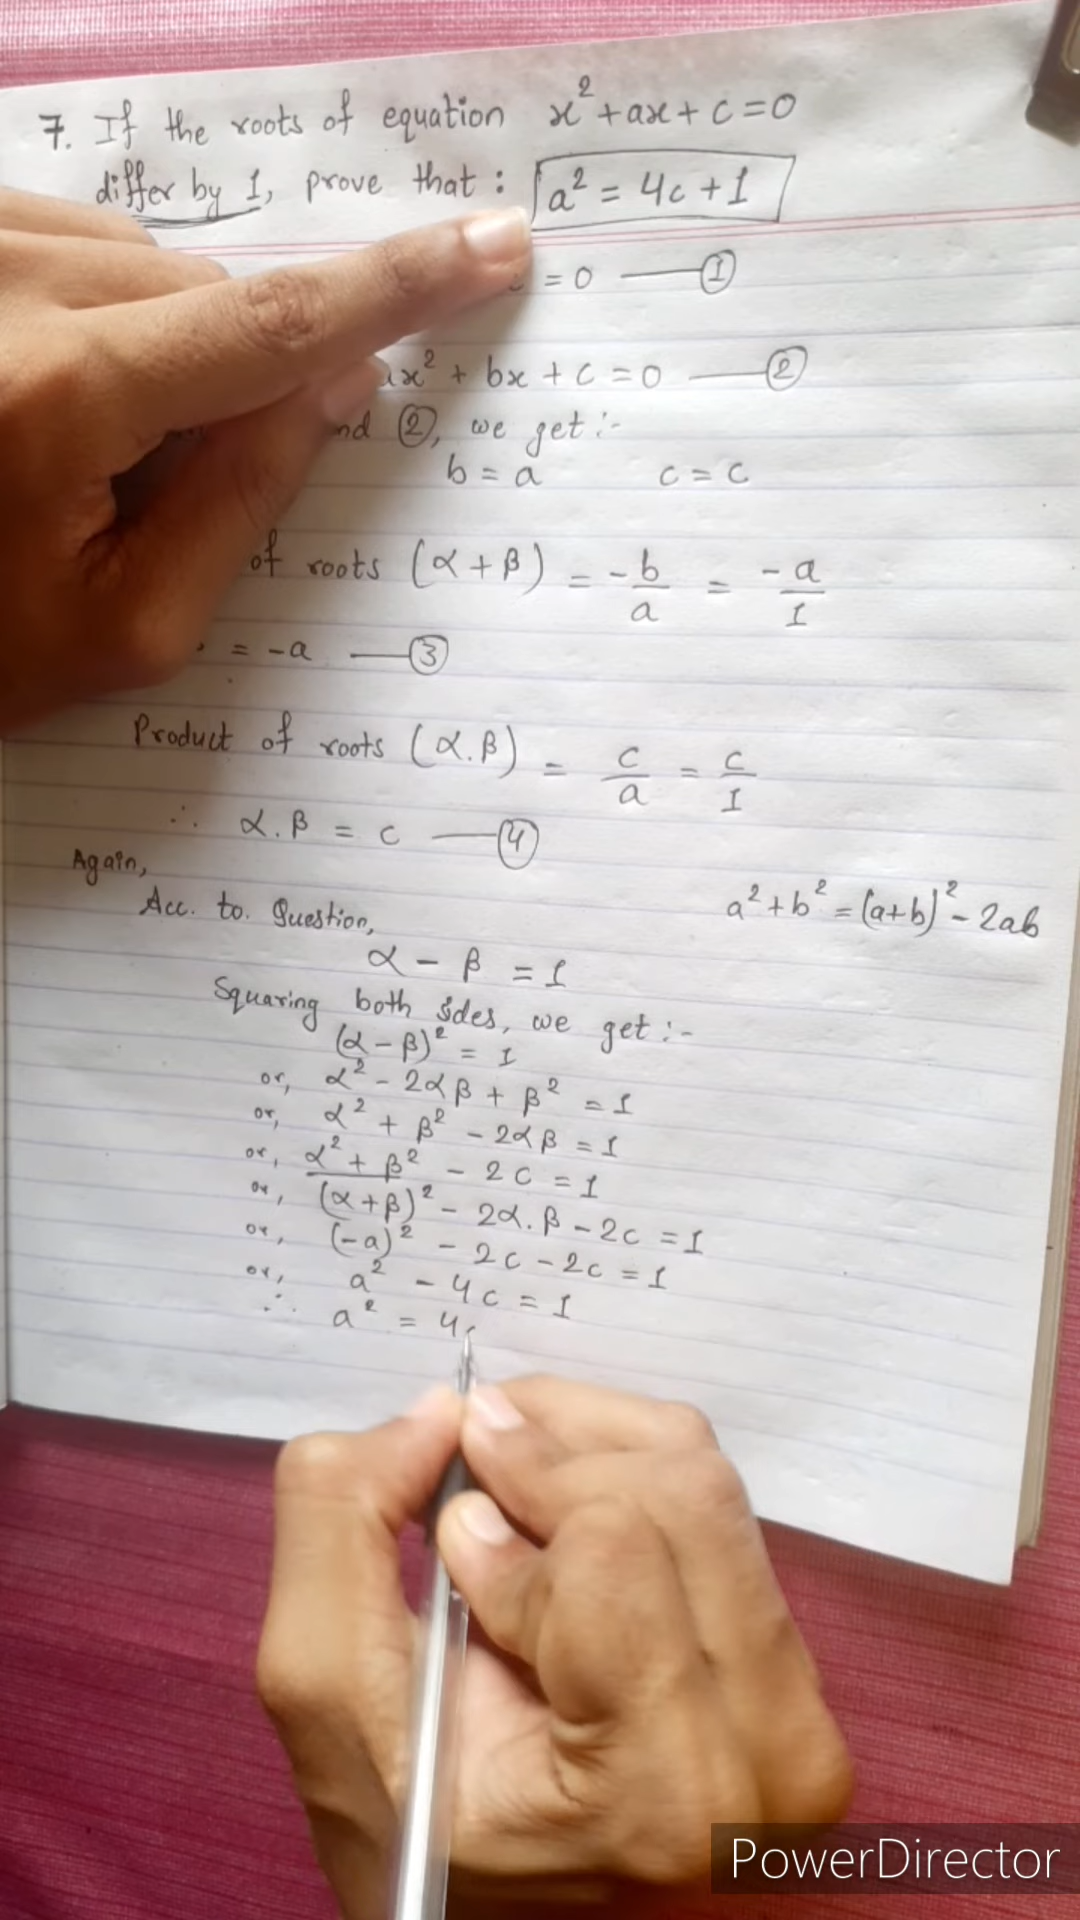 7. If the roots of equation x² + ax + c = 0
differ by 1, prove that : a² = 4c + 1
= 0 —— ①
ax² + bx + c = 0 —— ②
and ②, we get :-
b = a c = c
of roots (α + β) = -b/a = -a/1
= -a —— ③
Product of roots (α.β) = c/a = c/1
∴ α.β = c —— ④
Again,
Acc. to. Question,
a² + b² = (a+b)² - 2ab
α - β = 1
Squaring both sides, we get :-
(α - β)² = 1
or, α² - 2αβ + β² = 1
or, α² + β² - 2αβ = 1
or, α² + β² - 2c = 1
or, (α + β)² - 2α.β - 2c = 1
or, (-a)² - 2c - 2c = 1
or, a² - 4c = 1
∴ a² = 4c
PowerDirector